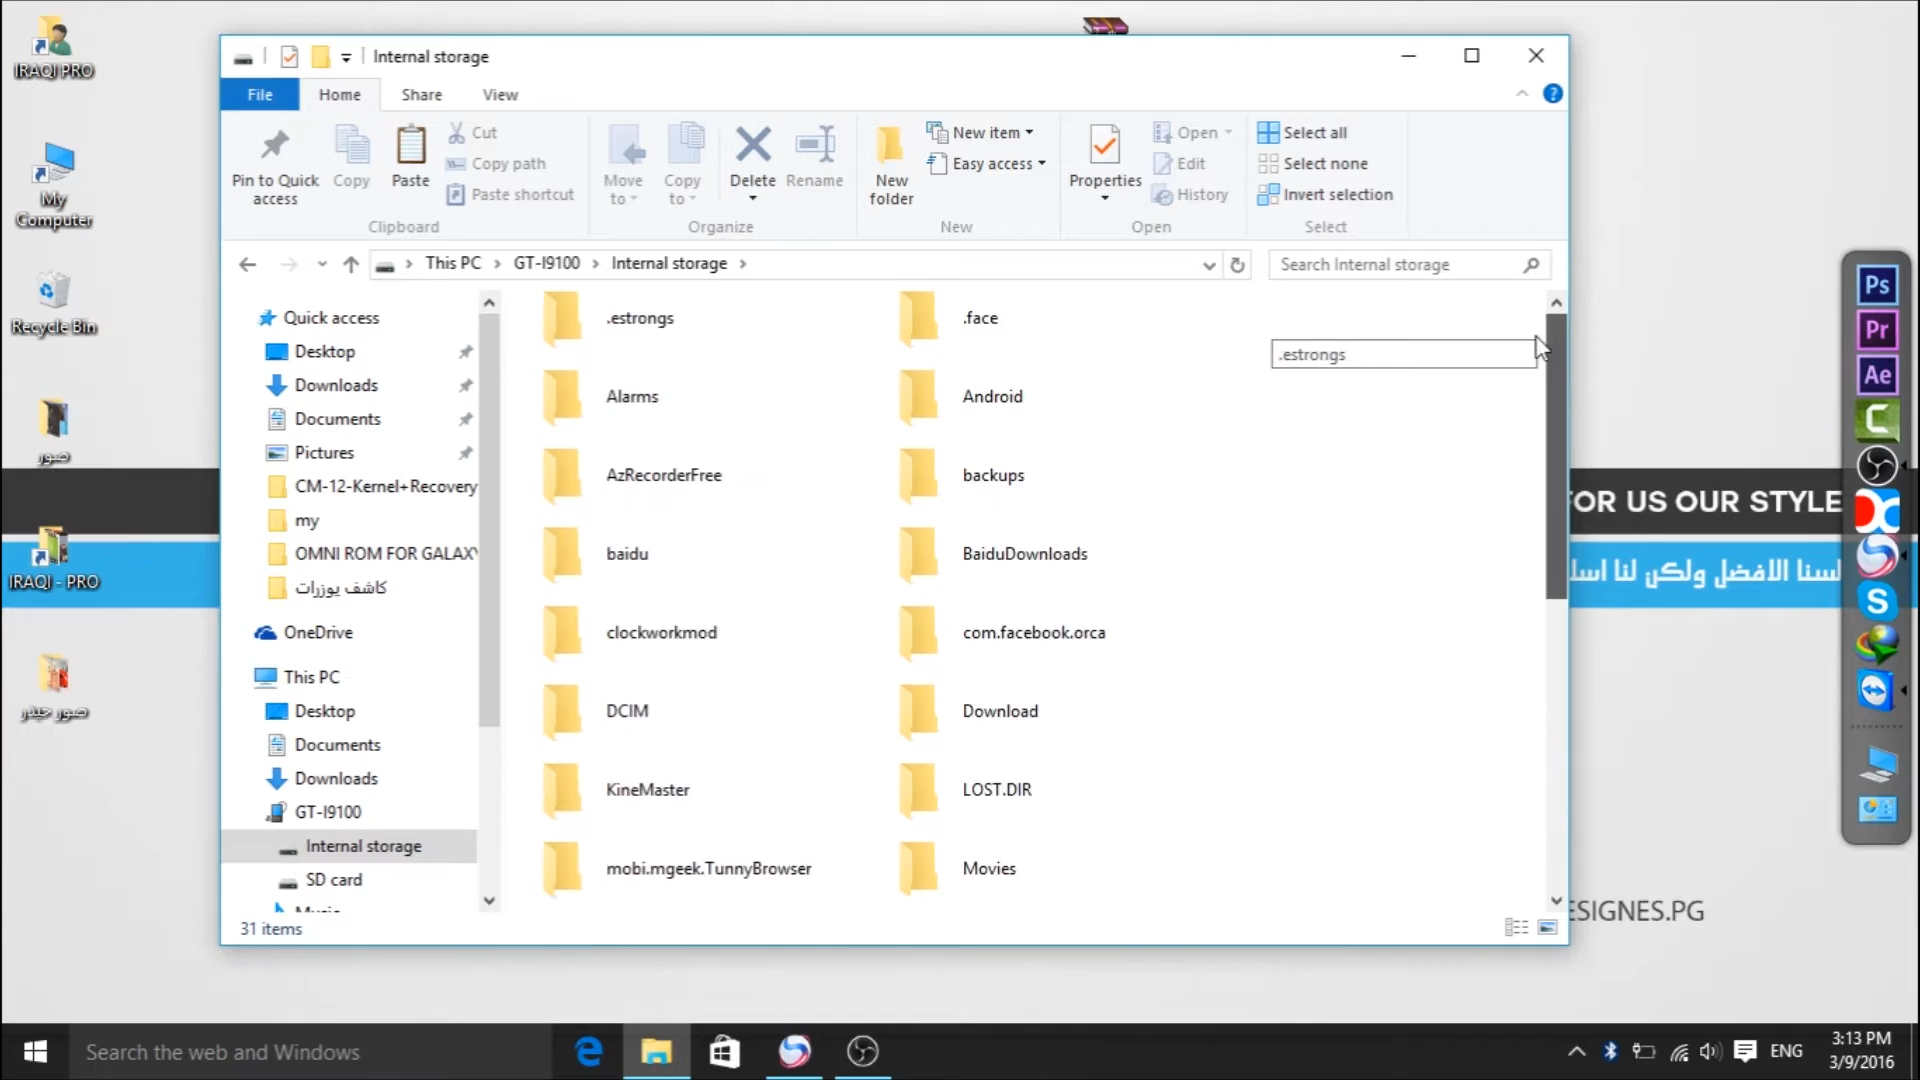 IRAQI PRO
My
Computer
Recycle Bin
صور
IRAQI - PRO
صور حيدر
Internal storage
File
Home
Share
View
Pin to Quick
access
Copy
Paste
Cut
Copy path
Paste shortcut
Clipboard
Move
to
Copy
to
Delete
Rename
Organize
New
folder
New item
Easy access
New
Properties
Open
Edit
History
Open
Select all
Select none
Invert selection
Select
This PC
GT-I9100
Internal storage
Search Internal storage
Quick access
Desktop
Downloads
Documents
Pictures
CM-12-Kernel+Recovery
my
OMNI ROM FOR GALAXY
كاشف يوزرات
OneDrive
This PC
Desktop
Documents
Downloads
GT-I9100
Internal storage
SD card
Music
.estrongs
.face
Alarms
Android
AzRecorderFree
backups
baidu
BaiduDownloads
clockworkmod
com.facebook.orca
DCIM
Download
KineMaster
LOST.DIR
mobi.mgeek.TunnyBrowser
Movies
.estrongs
31 items
FOR US OUR STYLE
لسنا الافضل ولكن لنا
ESIGNES.PG
Ps
Pr
Ae
Search the web and Windows
ENG
3:13 PM
3/9/2016